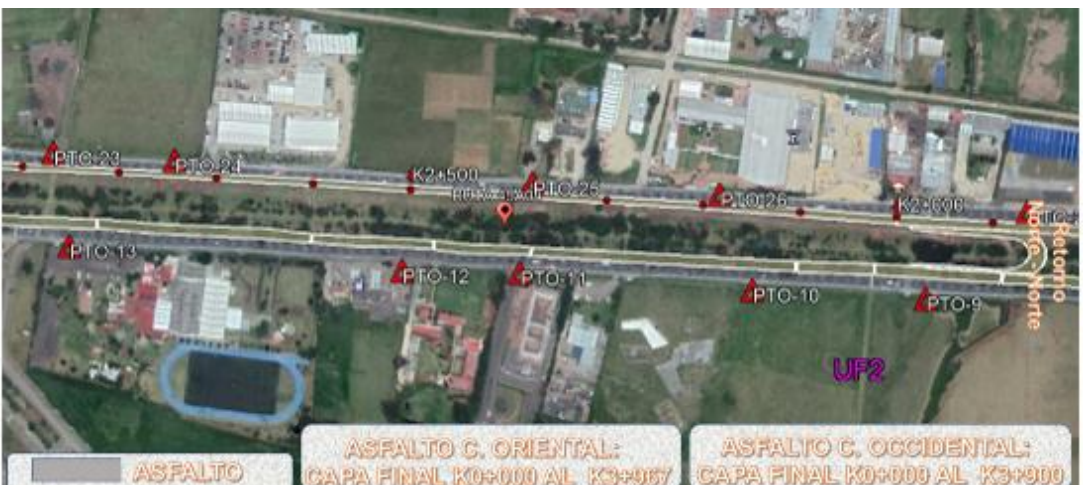 PTO-23
PTO-24
K2+500
PTO-25
PTO-26
PTO-13
PTO-12
PTO-11
PTO-10
PTO-9
Retorno
Norte-Norte
UF2
ASFALTO
ASFALTO C. ORIENTAL:
CAPA FINAL K0+000 AL K3+967
ASFALTO C. OCCIDENTAL:
CAPA FINAL K0+000 AL K3+900